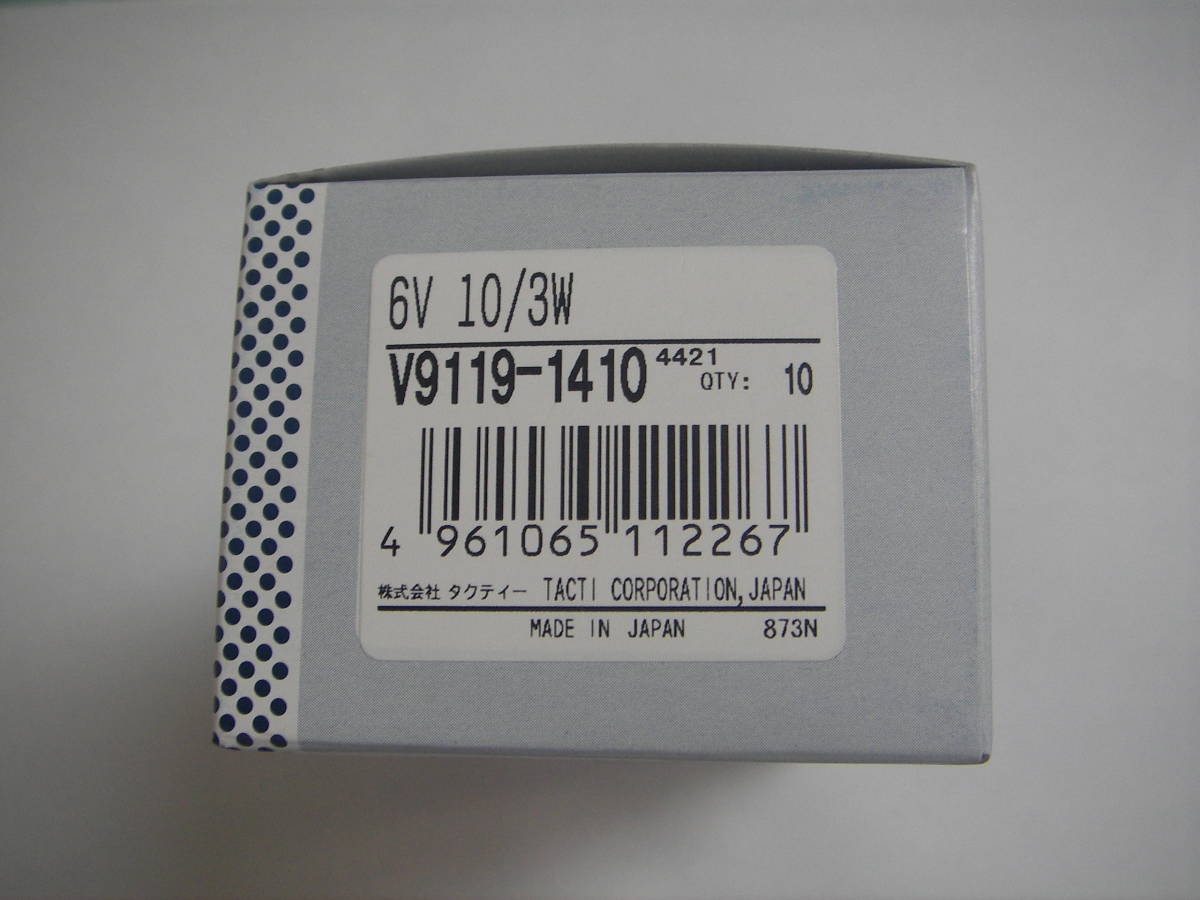 6V 10/3W
V9119-1410 4421 QTY: 10
4 961065 112267
株式会社 タクティー TACTI CORPORATION, JAPAN
MADE IN JAPAN 873N